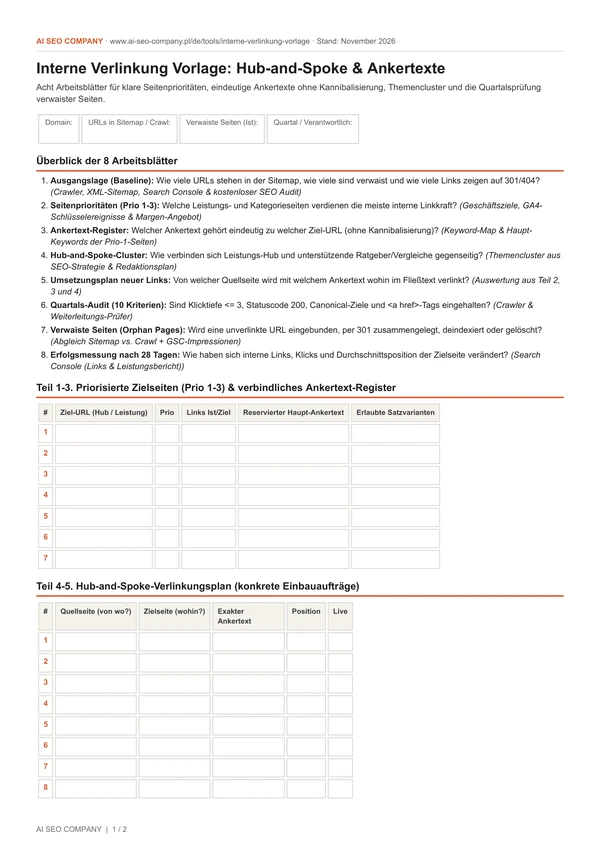 AI SEO COMPANY · www.ai-seo-company.pl/de/tools/interne-verlinkung-vorlage · Stand: November 2026
Interne Verlinkung Vorlage: Hub-and-Spoke & Ankertexte
Acht Arbeitsblätter für klare Seitenprioritäten, eindeutige Ankertexte ohne Kannibalisierung, Themencluster und die Quartalsprüfung
verwaister Seiten.
Domain: URLs in Sitemap / Crawl: Verwaiste Seiten (Ist): Quartal / Verantwortlich:
Überblick der 8 Arbeitsblätter
1. Ausgangslage (Baseline): Wie viele URLs stehen in der Sitemap, wie viele sind verwaist und wie viele Links zeigen auf 301/404?
(Crawler, XML-Sitemap, Search Console & kostenloser SEO Audit)
2. Seitenprioritäten (Prio 1-3): Welche Leistungs- und Kategorieseiten verdienen die meiste interne Linkkraft? (Geschäftsziele, GA4-
Schlüsselereignisse & Margen-Angebot)
3. Ankertext-Register: Welcher Ankertext gehört eindeutig zu welcher Ziel-URL (ohne Kannibalisierung)? (Keyword-Map & Haupt-
Keywords der Prio-1-Seiten)
4. Hub-and-Spoke-Cluster: Wie verbinden sich Leistungs-Hub und unterstützende Ratgeber/Vergleiche gegenseitig? (Themencluster aus
SEO-Strategie & Redaktionsplan)
5. Umsetzungsplan neuer Links: Von welcher Quellseite wird mit welchem Ankertext wohin im Fließtext verlinkt? (Auswertung aus Teil 2,
3 und 4)
6. Quartals-Audit (10 Kriterien): Sind Klicktiefe <= 3, Statuscode 200, Canonical-Ziele und <a href>-Tags eingehalten? (Crawler &
Weiterleitungs-Prüfer)
7. Verwaiste Seiten (Orphan Pages): Wird eine unverlinkte URL eingebunden, per 301 zusammengelegt, deindexiert oder gelöscht?
(Abgleich Sitemap vs. Crawl + GSC-Impressionen)
8. Erfolgsmessung nach 28 Tagen: Wie haben sich interne Links, Klicks und Durchschnittsposition der Zielseite verändert? (Search
Console (Links & Leistungsbericht))
Teil 1-3. Priorisierte Zielseiten (Prio 1-3) & verbindliches Ankertext-Register
# Ziel-URL (Hub / Leistung) Prio Links Ist/Ziel Reservierter Haupt-Ankertext Erlaubte Satzvarianten
1
2
3
4
5
6
7
Teil 4-5. Hub-and-Spoke-Verlinkungsplan (konkrete Einbauaufträge)
# Quellseite (von wo?) Zielseite (wohin?) Exakter Position Live
Ankertext
1
2
3
4
5
6
7
8
AI SEO COMPANY | 1 / 2